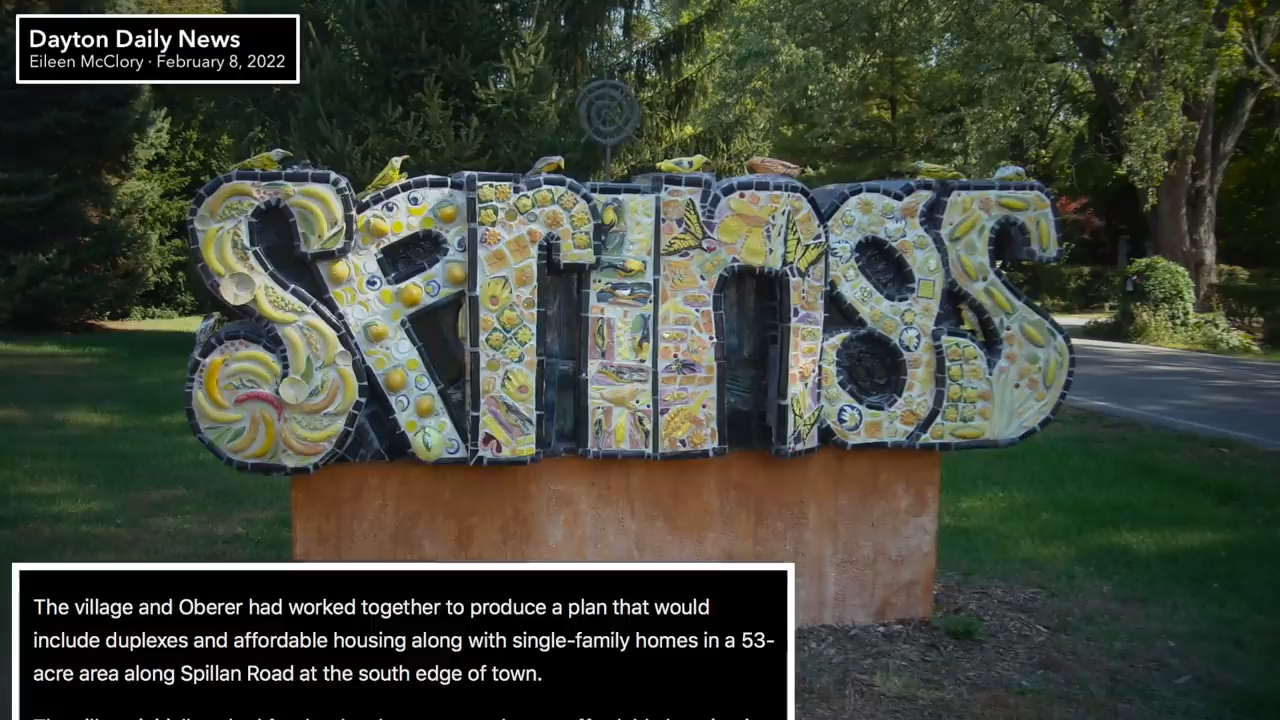 Dayton Daily News
Eileen McClory · February 8, 2022
SPrings
The village and Oberer had worked together to produce a plan that would
include duplexes and affordable housing along with single-family homes in a 53-
acre area along Spillan Road at the south edge of town.